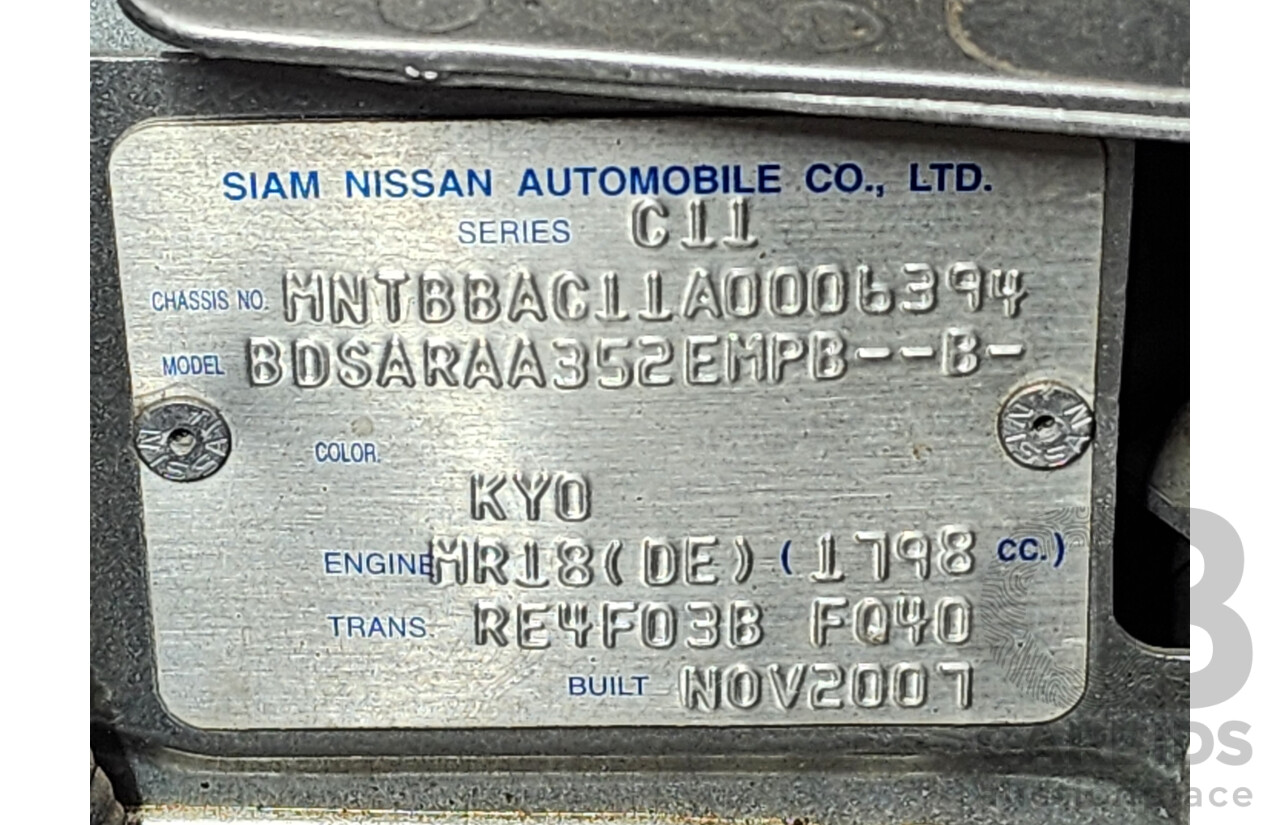 SIAM NISSAN AUTOMOBILE CO., LTD.
SERIES C11
CHASSIS NO. MNTBBAC11A0006394
MODEL BDSARAA352EMPB--B-
COLOR.
KY0
ENGINE MR18(DE) (1798 CC.)
TRANS. RE4F03B FQ40
BUILT NOV2007